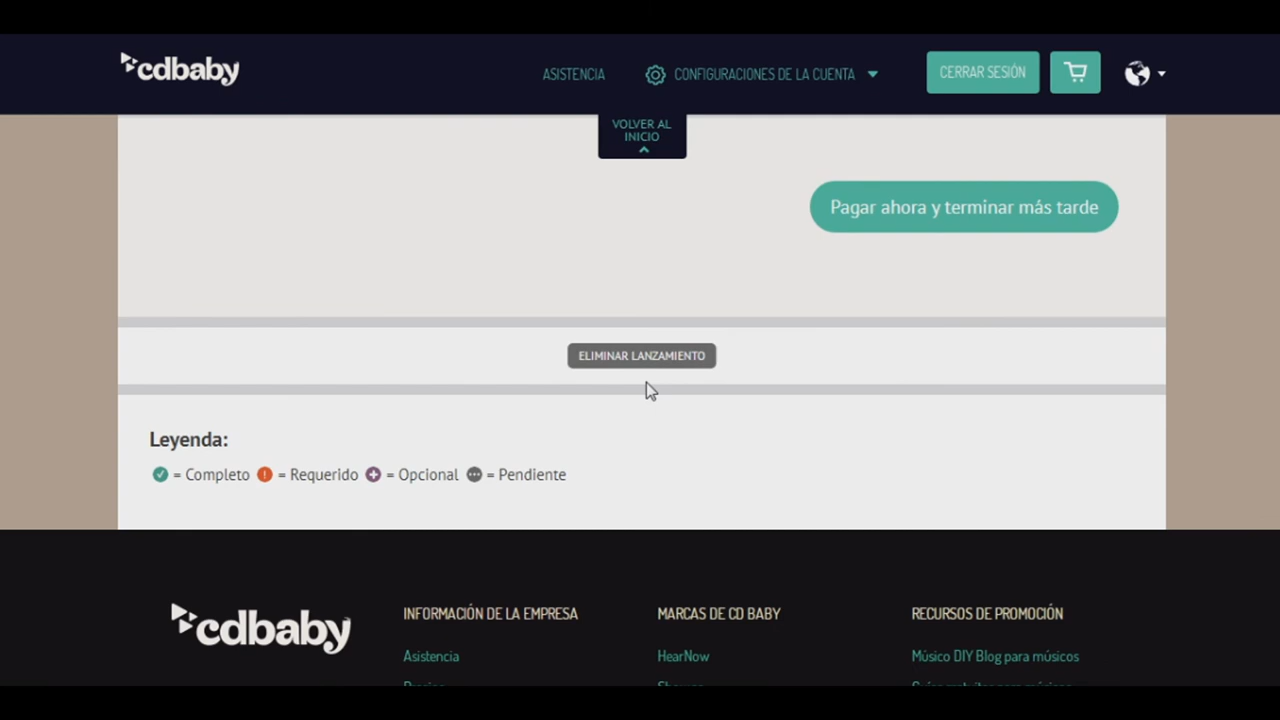 cdbaby
ASISTENCIA
CONFIGURACIONES DE LA CUENTA
CERRAR SESIÓN
VOLVER AL
INICIO
Pagar ahora y terminar más tarde
ELIMINAR LANZAMIENTO
Leyenda:
= Completo = Requerido = Opcional = Pendiente
cdbaby
INFORMACIÓN DE LA EMPRESA
MARCAS DE CD BABY
RECURSOS DE PROMOCIÓN
Asistencia
HearNow
Músico DIY Blog para músicos